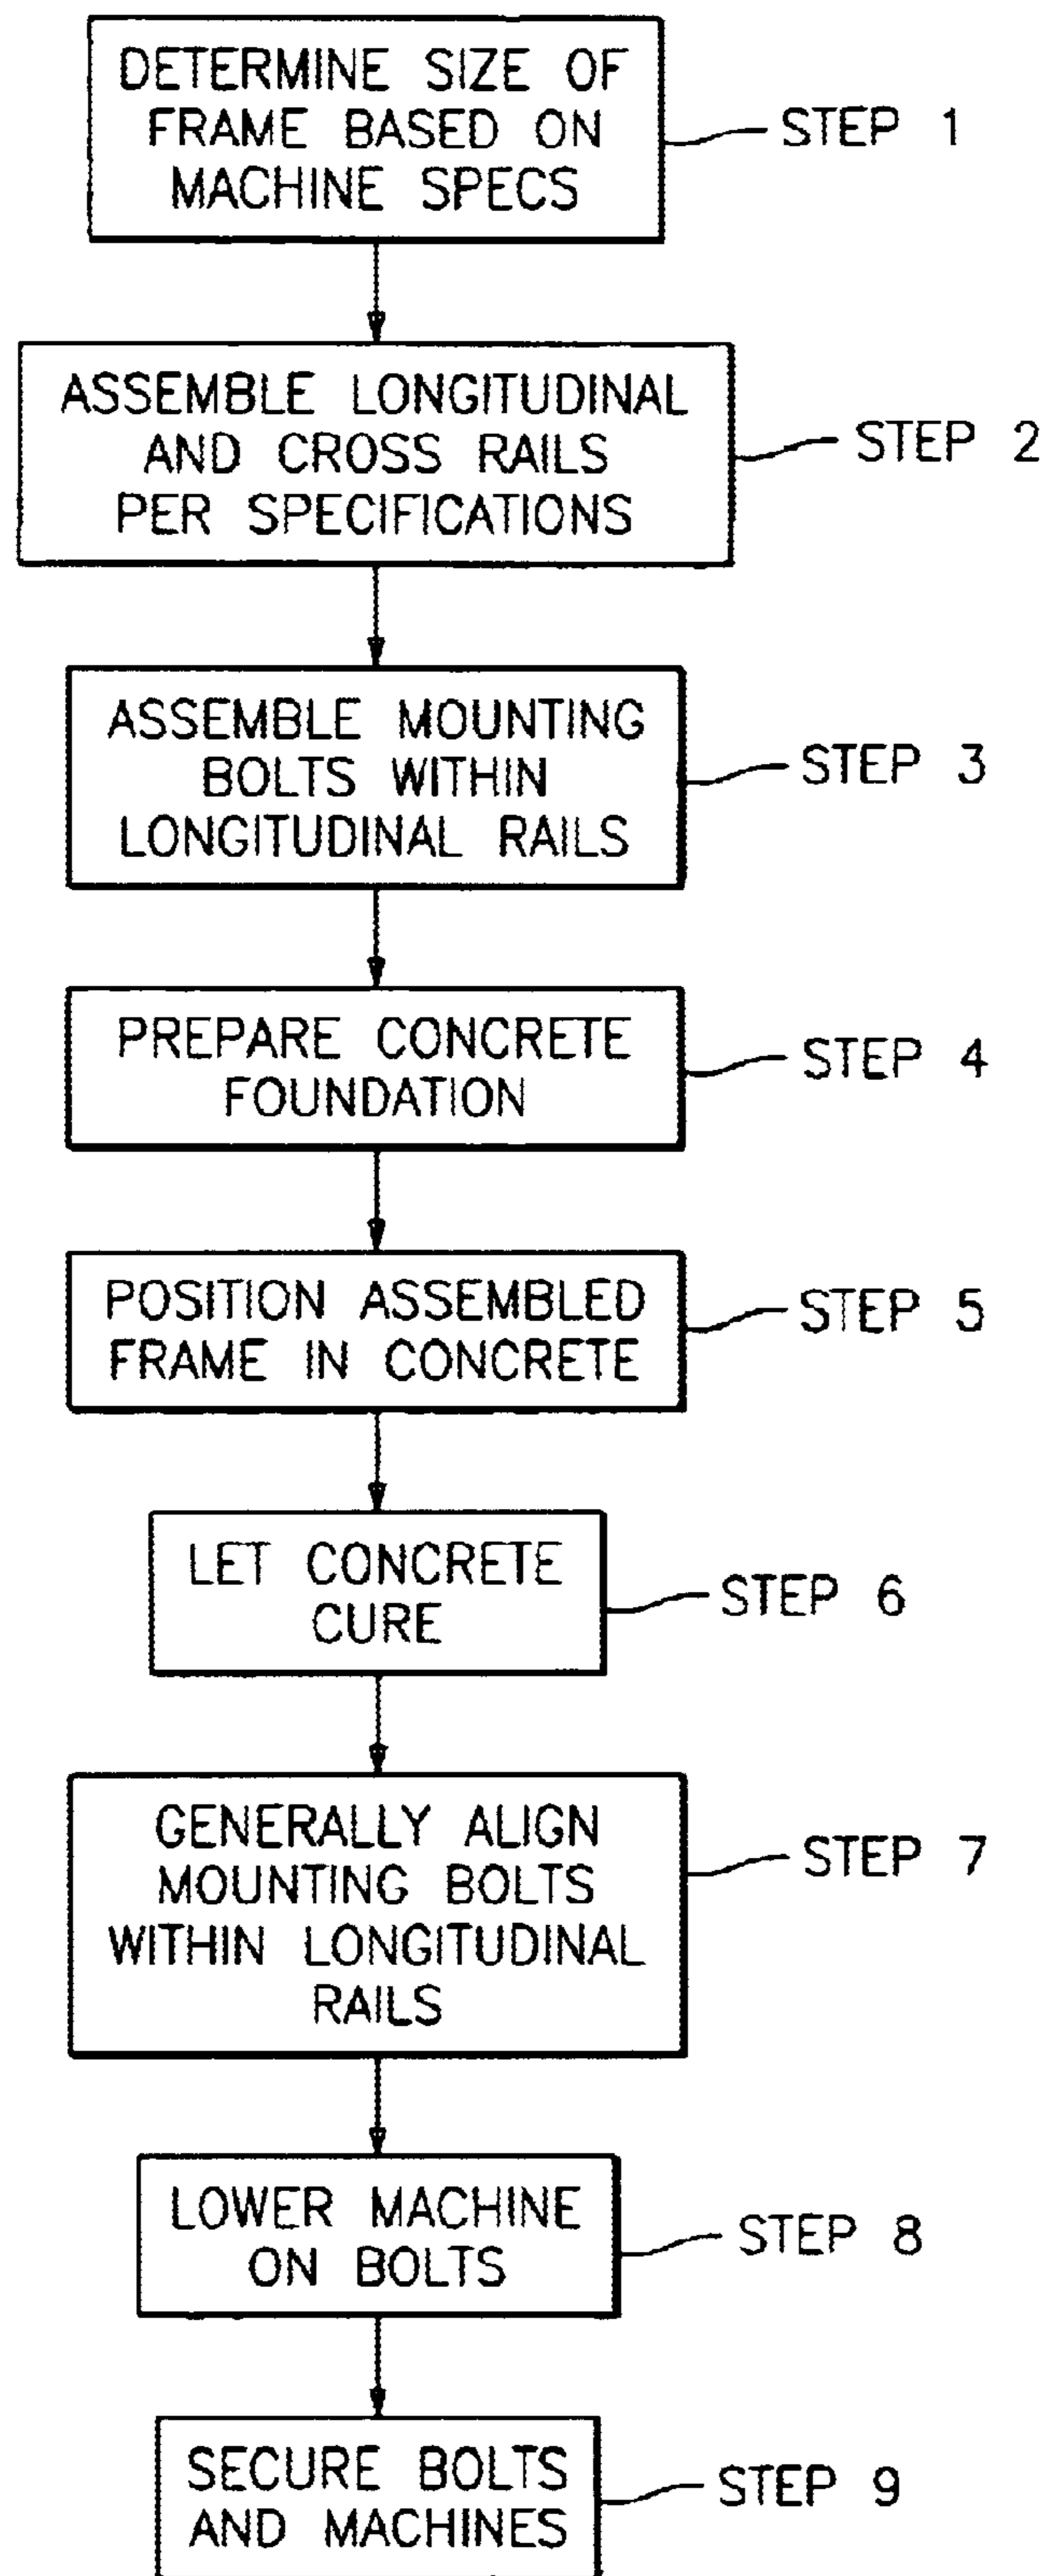 DETERMINE SIZE OF
FRAME BASED ON
MACHINE SPECS
STEP 1
ASSEMBLE LONGITUDINAL
AND CROSS RAILS
PER SPECIFICATIONS
STEP 2
ASSEMBLE MOUNTING
BOLTS WITHIN
LONGITUDINAL RAILS
STEP 3
PREPARE CONCRETE
FOUNDATION
STEP 4
POSITION ASSEMBLED
FRAME IN CONCRETE
STEP 5
LET CONCRETE
CURE
STEP 6
GENERALLY ALIGN
MOUNTING BOLTS
WITHIN LONGITUDINAL
RAILS
STEP 7
LOWER MACHINE
ON BOLTS
STEP 8
SECURE BOLTS
AND MACHINES
STEP 9